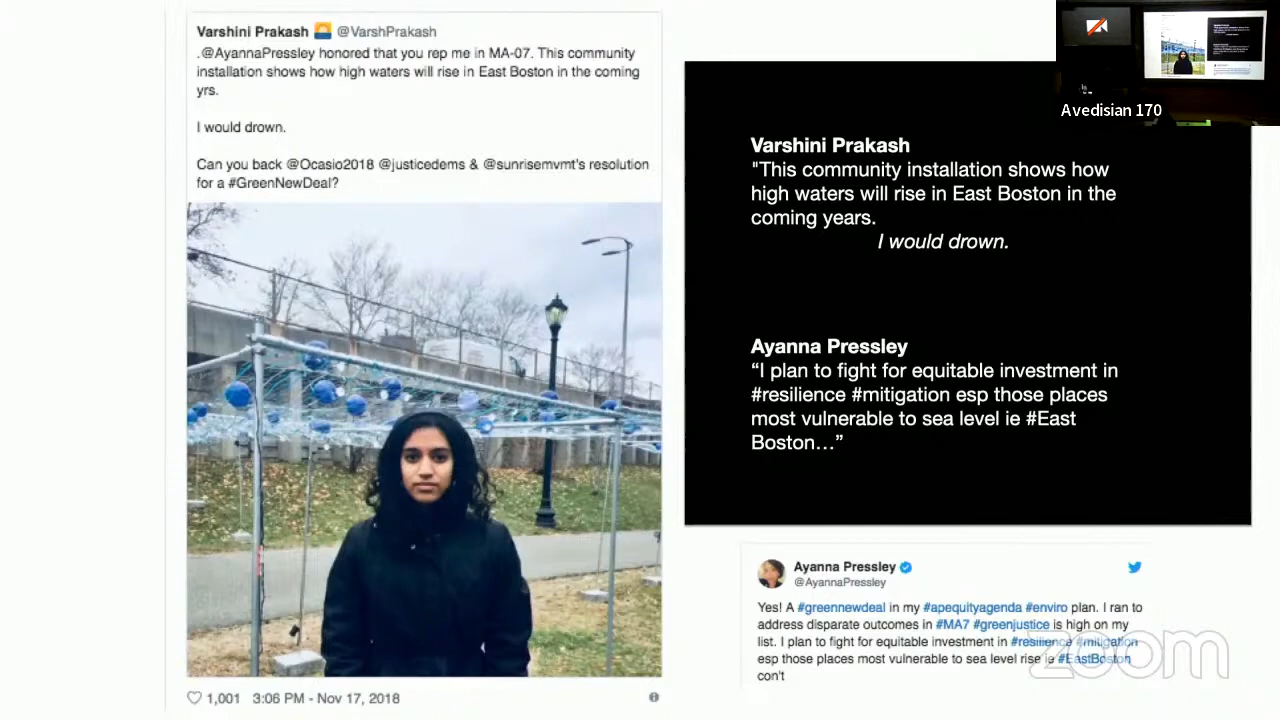 Varshini Prakash @VarshPrakash
.@AyannaPressley honored that you rep me in MA-07. This community
installation shows how high waters will rise in East Boston in the coming
yrs.
I would drown.
Can you back @Ocasio2018 @justicedems & @sunrisemvmt's resolution
for a #GreenNewDeal?
1,001 3:06 PM - Nov 17, 2018
Varshini Prakash
"This community installation shows how
high waters will rise in East Boston in the
coming years.
I would drown.
Ayanna Pressley
“I plan to fight for equitable investment in
#resilience #mitigation esp those places
most vulnerable to sea level ie #East
Boston…”
Ayanna Pressley
@AyannaPressley
Yes! A #greennewdeal in my #apequityagenda #enviro plan. I ran to
address disparate outcomes in #MA7 #greenjustice is high on my
list. I plan to fight for equitable investment in #resilience #mitigation
esp those places most vulnerable to sea level rise ie #EastBoston
con't
Avedisian 170
zoom